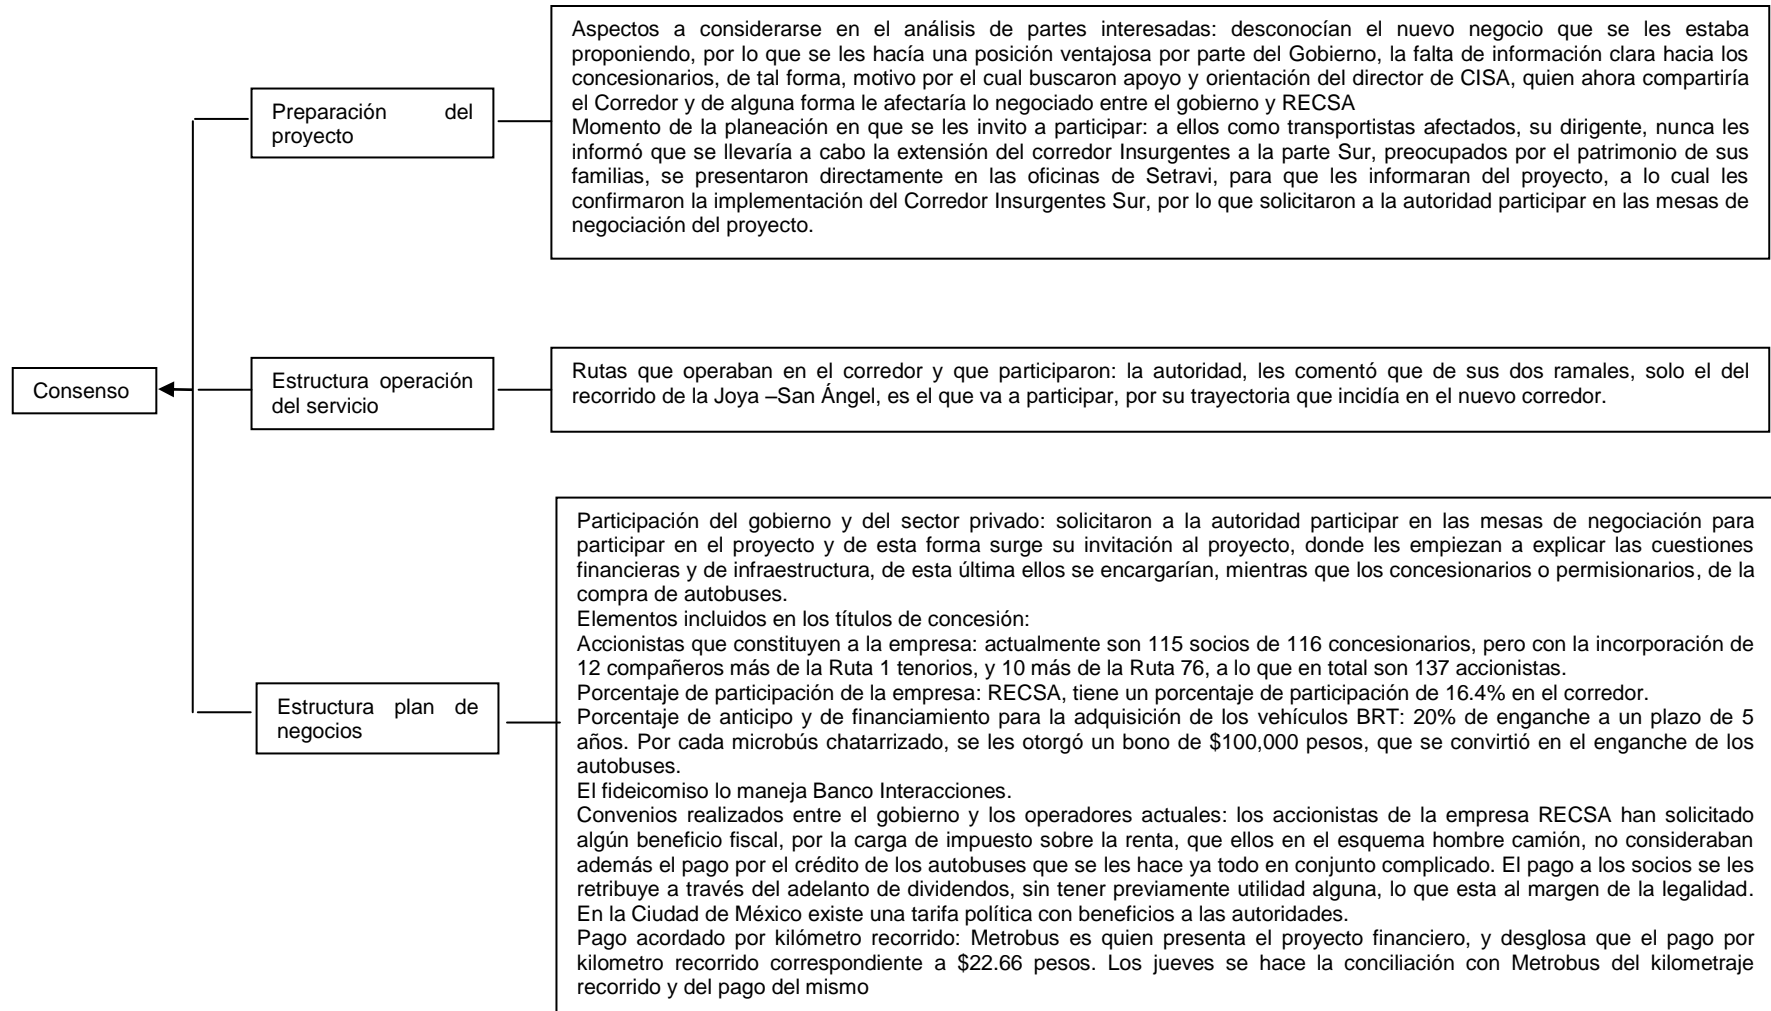 Aspectos a considerarse en el análisis de partes interesadas: desconocían el nuevo negocio que se les estaba
proponiendo, por lo que se les hacía una posición ventajosa por parte del Gobierno, la falta de información clara hacia los
concesionarios, de tal forma, motivo por el cual buscaron apoyo y orientación del director de CISA, quien ahora compartiría
el Corredor y de alguna forma le afectaría lo negociado entre el gobierno y RECSA
Momento de la planeación en que se les invito a participar: a ellos como transportistas afectados, su dirigente, nunca les
informó que se llevaría a cabo la extensión del corredor Insurgentes a la parte Sur, preocupados por el patrimonio de sus
familias, se presentaron directamente en las oficinas de Setravi, para que les informaran del proyecto, a lo cual les
confirmaron la implementación del Corredor Insurgentes Sur, por lo que solicitaron a la autoridad participar en las mesas de
negociación del proyecto.
Preparación del
proyecto
Consenso
Estructura operación
del servicio
Rutas que operaban en el corredor y que participaron: la autoridad, les comentó que de sus dos ramales, solo el del
recorrido de la Joya –San Ángel, es el que va a participar, por su trayectoria que incidía en el nuevo corredor.
Estructura plan de
negocios
Participación del gobierno y del sector privado: solicitaron a la autoridad participar en las mesas de negociación para
participar en el proyecto y de esta forma surge su invitación al proyecto, donde les empiezan a explicar las cuestiones
financieras y de infraestructura, de esta última ellos se encargarían, mientras que los concesionarios o permisionarios, de la
compra de autobuses.
Elementos incluidos en los títulos de concesión:
Accionistas que constituyen a la empresa: actualmente son 115 socios de 116 concesionarios, pero con la incorporación de
12 compañeros más de la Ruta 1 tenorios, y 10 más de la Ruta 76, a lo que en total son 137 accionistas.
Porcentaje de participación de la empresa: RECSA, tiene un porcentaje de participación de 16.4% en el corredor.
Porcentaje de anticipo y de financiamiento para la adquisición de los vehículos BRT: 20% de enganche a un plazo de 5
años. Por cada microbús chatarrizado, se les otorgó un bono de $100,000 pesos, que se convirtió en el enganche de los
autobuses.
El fideicomiso lo maneja Banco Interacciones.
Convenios realizados entre el gobierno y los operadores actuales: los accionistas de la empresa RECSA han solicitado
algún beneficio fiscal, por la carga de impuesto sobre la renta, que ellos en el esquema hombre camión, no consideraban
además el pago por el crédito de los autobuses que se les hace ya todo en conjunto complicado. El pago a los socios se les
retribuye a través del adelanto de dividendos, sin tener previamente utilidad alguna, lo que esta al margen de la legalidad.
En la Ciudad de México existe una tarifa política con beneficios a las autoridades.
Pago acordado por kilómetro recorrido: Metrobus es quien presenta el proyecto financiero, y desglosa que el pago por
kilometro recorrido correspondiente a $22.66 pesos. Los jueves se hace la conciliación con Metrobus del kilometraje
recorrido y del pago del mismo